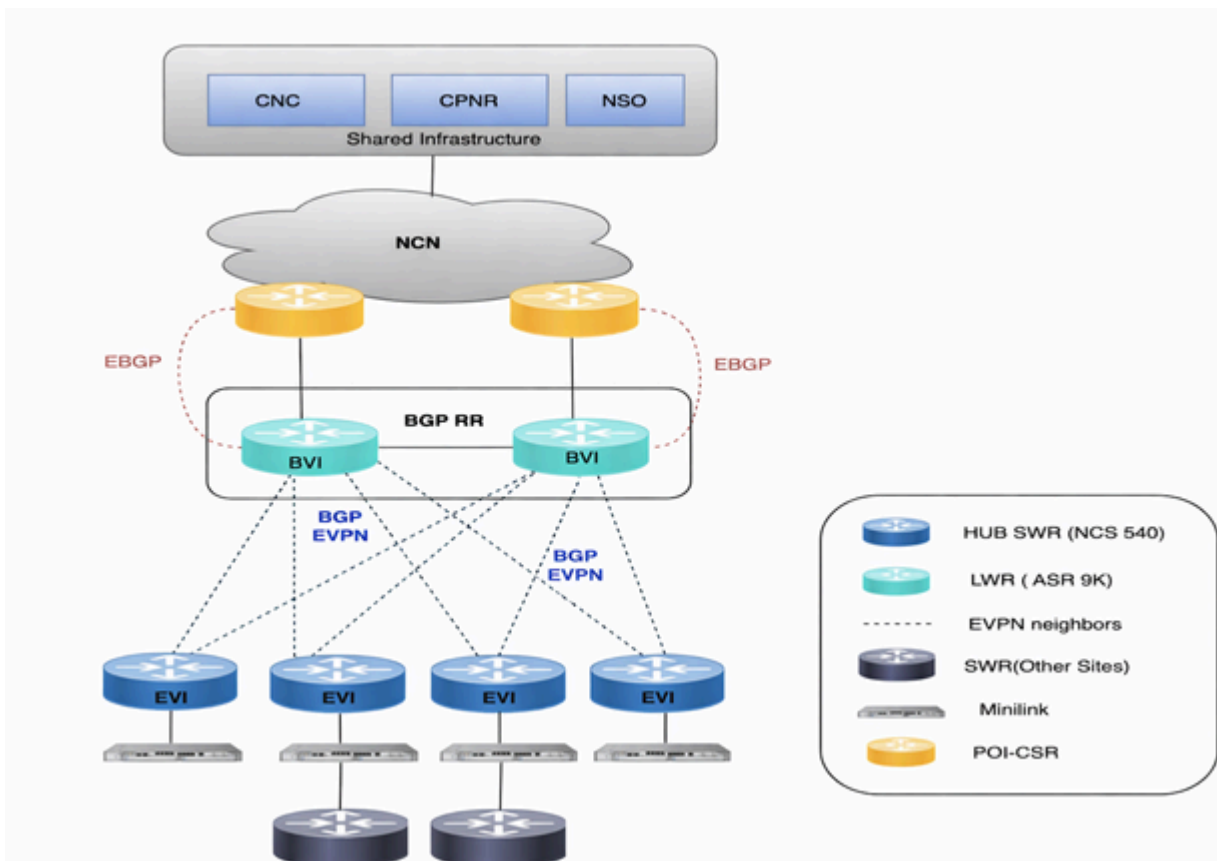 CNC
CPNR
NSO
Shared Infrastructure
NCN
EBGP
EBGP
BGP RR
BVI
BVI
BGP
EVPN
BGP
EVPN
EVI
EVI
EVI
EVI
HUB SWR (NCS 540)
LWR ( ASR 9K)
EVPN neighbors
SWR(Other Sites)
Minilink
POI-CSR